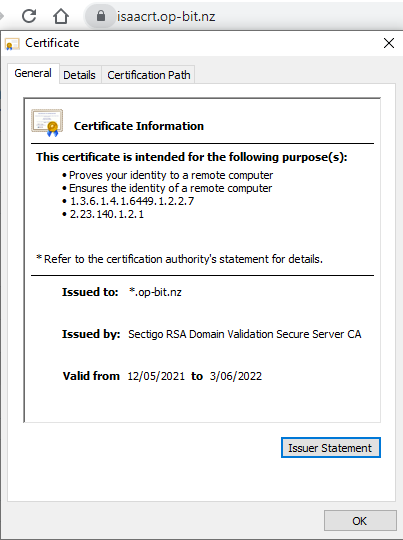 isaacrt.op-bit.nz
Certificate
General Details Certification Path
Certificate Information
This certificate is intended for the following purpose(s):
• Proves your identity to a remote computer
• Ensures the identity of a remote computer
• 1.3.6.1.4.1.6449.1.2.2.7
• 2.23.140.1.2.1
* Refer to the certification authority's statement for details.
Issued to: *.op-bit.nz
Issued by: Sectigo RSA Domain Validation Secure Server CA
Valid from 12/05/2021 to 3/06/2022
Issuer Statement
OK